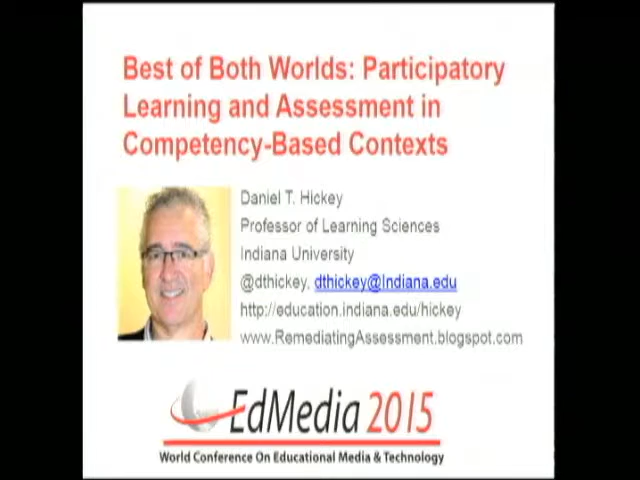 Best of Both Worlds: Participatory
Learning and Assessment in
Competency-Based Contexts
Daniel T. Hickey
Professor of Learning Sciences
Indiana University
@dthickey, dthickey@Indiana.edu
http://education.indiana.edu/hickey
www.RemediatingAssessment.blogspot.com
EdMedia 2015
World Conference On Educational Media & Technology